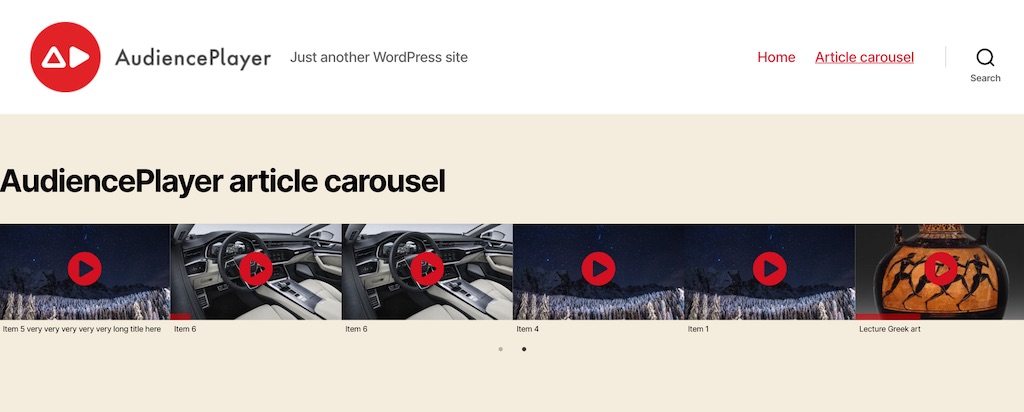 AudiencePlayer
Just another WordPress site
Home
Article carousel
Search
AudiencePlayer article carousel
Item 5 very very very very very long title here
Item 6
Item 6
Item 4
Item 1
Lecture Greek art